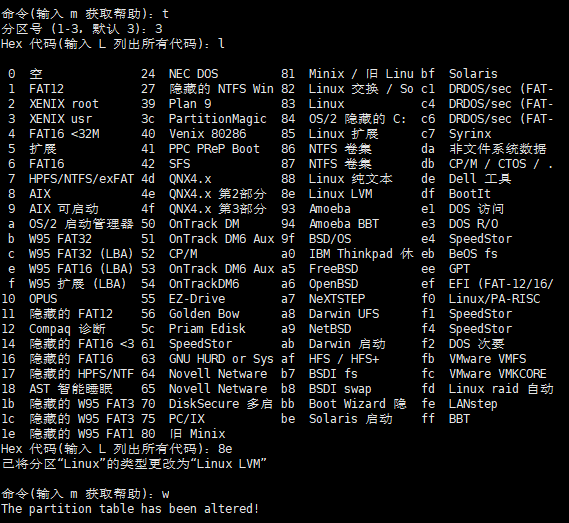 命令(输入 m 获取帮助)：t
分区号 (1-3，默认 3)：3
Hex 代码(输入 L 列出所有代码)：l
 0  空              24  NEC DOS         81  Minix / 旧 Linu bf  Solaris
 1  FAT12           27  隐藏的 NTFS Win 82  Linux 交换 / So c1  DRDOS/sec (FAT-
 2  XENIX root      39  Plan 9          83  Linux           c4  DRDOS/sec (FAT-
 3  XENIX usr       3c  PartitionMagic  84  OS/2 隐藏的 C:  c6  DRDOS/sec (FAT-
 4  FAT16 <32M      40  Venix 80286     85  Linux 扩展      c7  Syrinx
 5  扩展            41  PPC PReP Boot   86  NTFS 卷集       da  非文件系统数据
 6  FAT16           42  SFS             87  NTFS 卷集       db  CP/M / CTOS / .
 7  HPFS/NTFS/exFAT 4d  QNX4.x          88  Linux 纯文本    de  Dell 工具
 8  AIX             4e  QNX4.x 第2部分  8e  Linux LVM       df  BootIt
 9  AIX 可启动      4f  QNX4.x 第3部分  93  Amoeba          e1  DOS 访问
 a  OS/2 启动管理器 50  OnTrack DM      94  Amoeba BBT      e3  DOS R/O
 b  W95 FAT32       51  OnTrack DM6 Aux 9f  BSD/OS          e4  SpeedStor
 c  W95 FAT32 (LBA) 52  CP/M            a0  IBM Thinkpad 休 eb  BeOS fs
 e  W95 FAT16 (LBA) 53  OnTrack DM6 Aux a5  FreeBSD         ee  GPT
 f  W95 扩展 (LBA)  54  OnTrackDM6      a6  OpenBSD         ef  EFI (FAT-12/16/
10  OPUS            55  EZ-Drive        a7  NeXTSTEP        f0  Linux/PA-RISC
11  隐藏的 FAT12    56  Golden Bow      a8  Darwin UFS      f1  SpeedStor
12  Compaq 诊断     5c  Priam Edisk     a9  NetBSD          f4  SpeedStor
14  隐藏的 FAT16 <3 61  SpeedStor       ab  Darwin 启动     f2  DOS 次要
16  隐藏的 FAT16    63  GNU HURD or Sys af  HFS / HFS+      fb  VMware VMFS
17  隐藏的 HPFS/NTF 64  Novell Netware  b7  BSDI fs         fc  VMware VMKCORE
18  AST 智能睡眠    65  Novell Netware  b8  BSDI swap       fd  Linux raid 自动
1b  隐藏的 W95 FAT3 70  DiskSecure 多启 bb  Boot Wizard 隐  fe  LANstep
1c  隐藏的 W95 FAT3 75  PC/IX           be  Solaris 启动    ff  BBT
1e  隐藏的 W95 FAT1 80  旧 Minix
Hex 代码(输入 L 列出所有代码)：8e
已将分区“Linux”的类型更改为“Linux LVM”
命令(输入 m 获取帮助)：w
The partition table has been altered!